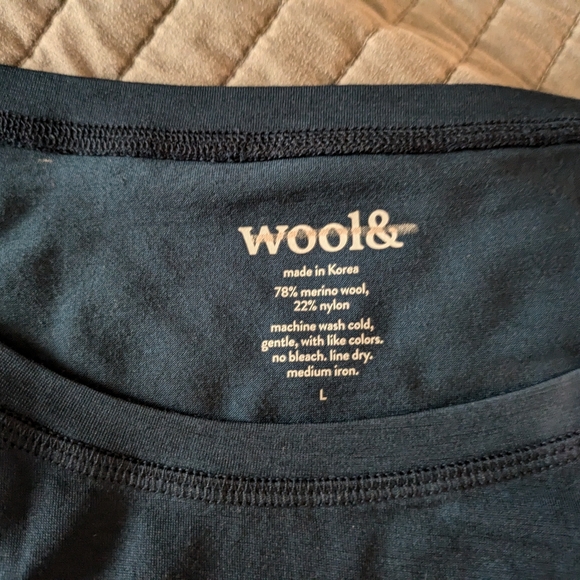 wool&
made in Korea
78% merino wool,
22% nylon
machine wash cold,
gentle, with like colors.
no bleach. line dry.
medium iron.
L